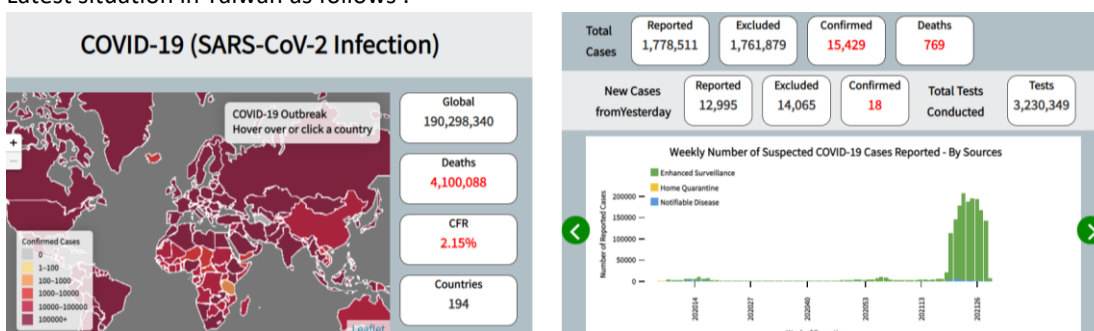 Latest situation in Taiwan as follows :
COVID-19 (SARS-CoV-2 Infection)
COVID-19 Outbreak
Hover over or click a country
+
−
Confirmed Cases
0
1-100
100-1000
1000-10000
10000-100000
100000+
Leaflet
Global
190,298,340
Deaths
4,100,088
CFR
2.15%
Countries
194
Total
Cases
Reported
1,778,511
Excluded
1,761,879
Confirmed
15,429
Deaths
769
New Cases
fromYesterday
Reported
12,995
Excluded
14,065
Confirmed
18
Total Tests
Conducted
Tests
3,230,349
Weekly Number of Suspected COVID-19 Cases Reported - By Sources
Enhanced Surveillance
Home Quarantine
Notifiable Disease
Number of Reported Cases
200000
150000
100000
50000
0
202014
202027
202040
202053
202113
202126